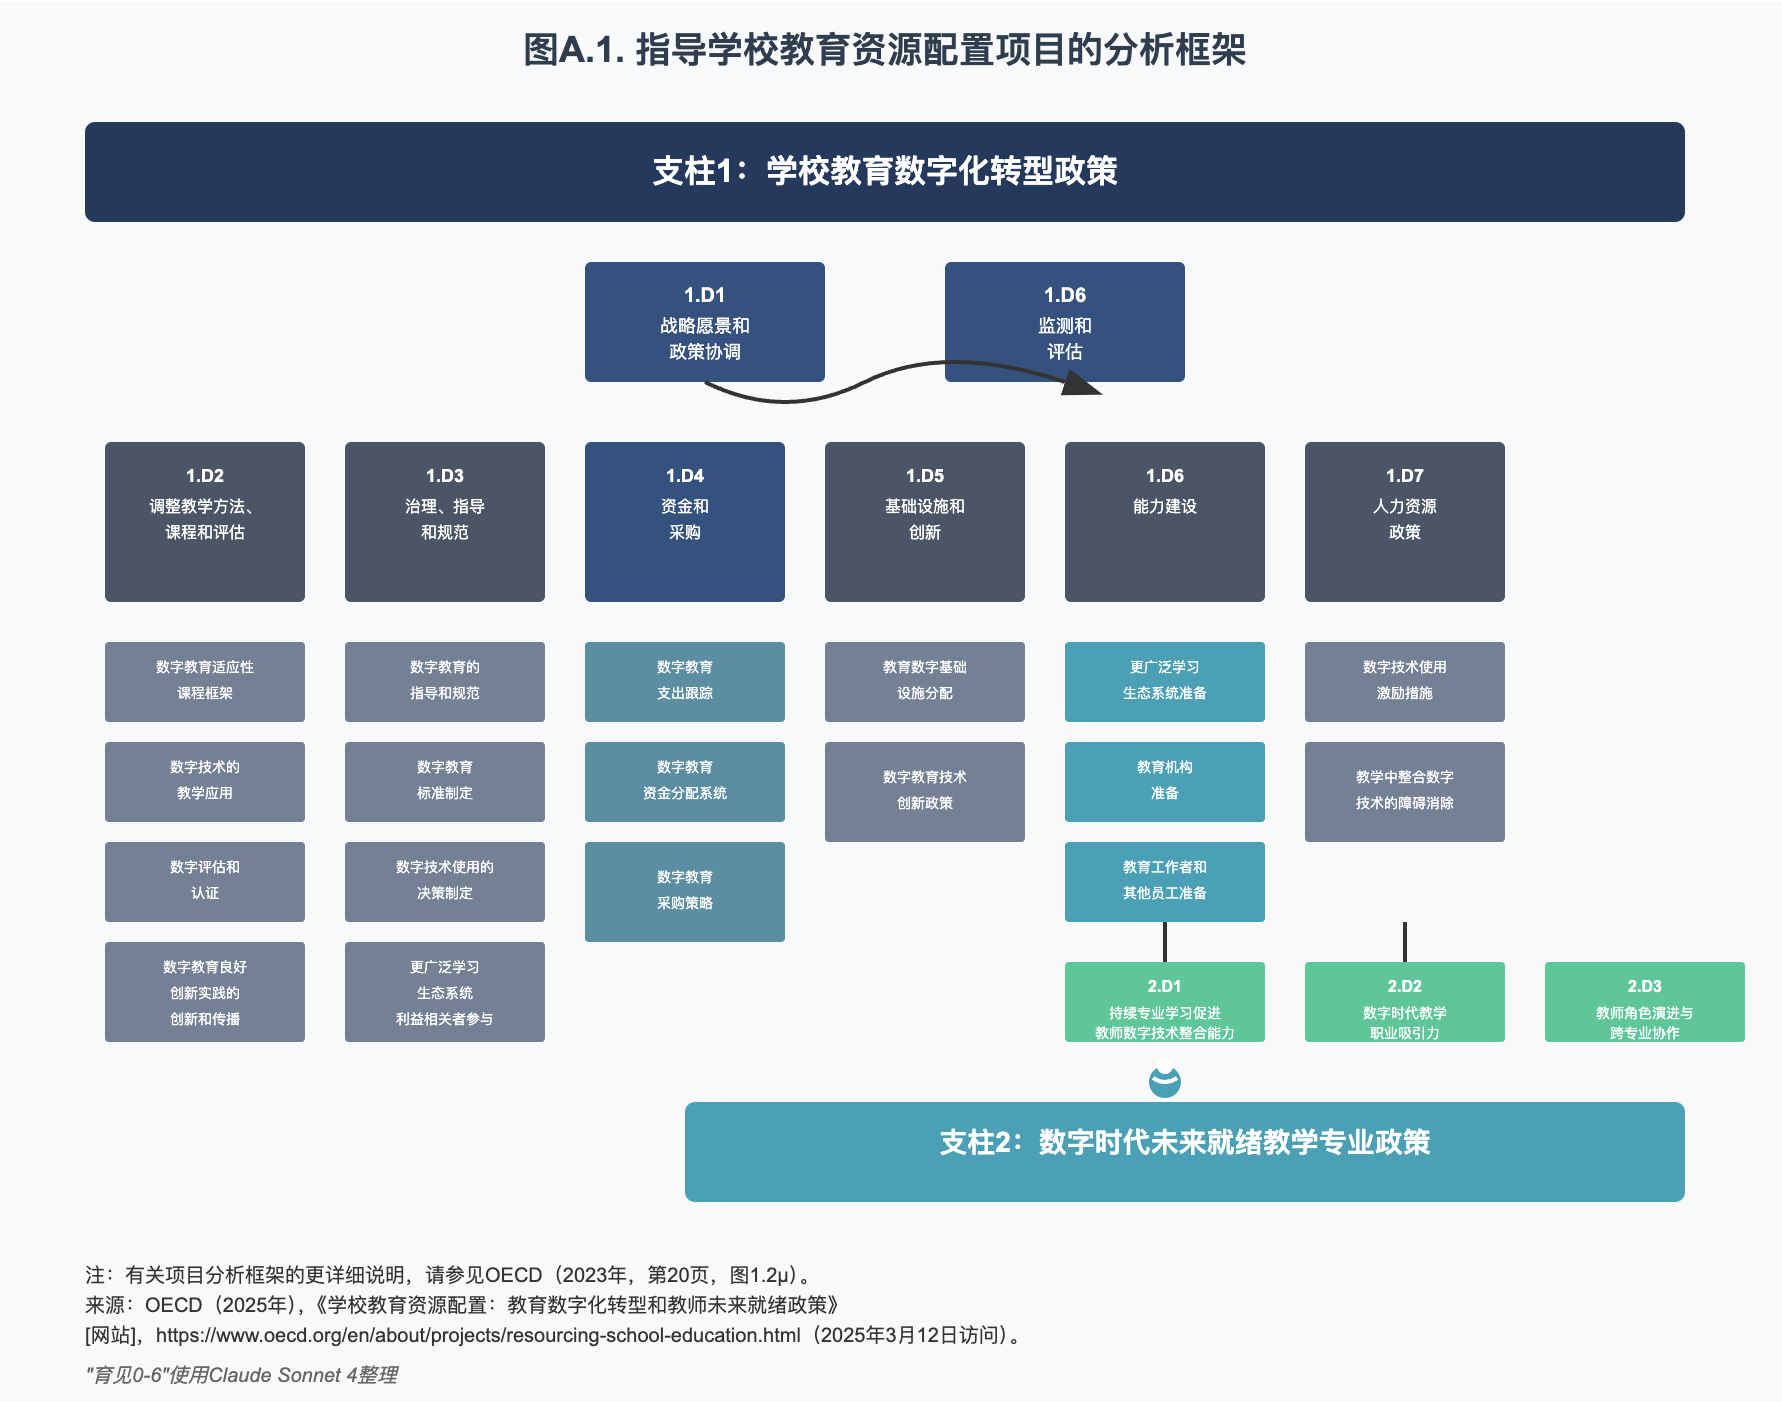 图A.1. 指导学校教育资源配置项目的分析框架
支柱1：学校教育数字化转型政策
1.D1
战略愿景和
政策协调
1.D6
监测和
评估
1.D2
调整教学方法、
课程和评估
1.D3
治理、指导
和规范
1.D4
资金和
采购
1.D5
基础设施和
创新
1.D6
能力建设
1.D7
人力资源
政策
数字教育适应性
课程框架
数字技术的
教学应用
数字评估和
认证
数字教育良好
创新实践的
创新和传播
数字教育的
指导和规范
数字教育
标准制定
数字技术使用的
决策制定
更广泛学习
生态系统
利益相关者参与
数字教育
支出跟踪
数字教育
资金分配系统
数字教育
采购策略
教育数字基础
设施分配
数字教育技术
创新政策
更广泛学习
生态系统准备
教育机构
准备
教育工作者和
其他员工准备
数字技术使用
激励措施
教学中整合数字
技术的障碍消除
2.D1
持续专业学习促进
教师数字技术整合能力
2.D2
数字时代教学
职业吸引力
2.D3
教师角色演进与
跨专业协作
支柱2：数字时代未来就绪教学专业政策
注：有关项目分析框架的更详细说明，请参见OECD（2023年，第20页，图1.2μ）。
来源：OECD（2025年），《学校教育资源配置：教育数字化转型和教师未来就绪政策》
[网站]，https://www.oecd.org/en/about/projects/resourcing-school-education.html（2025年3月12日访问）。
"育见0-6"使用Claude Sonnet 4整理